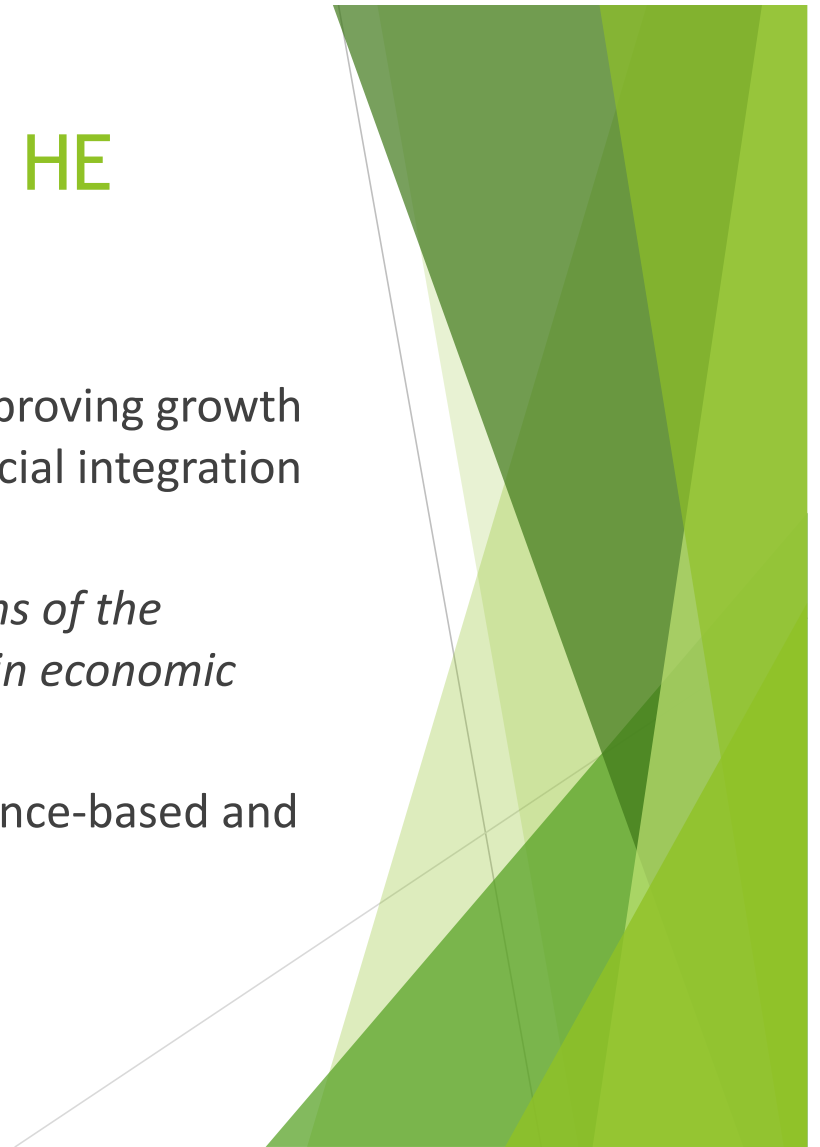 HE
proving growth
cial integration
ns of the
in economic
nce-based and